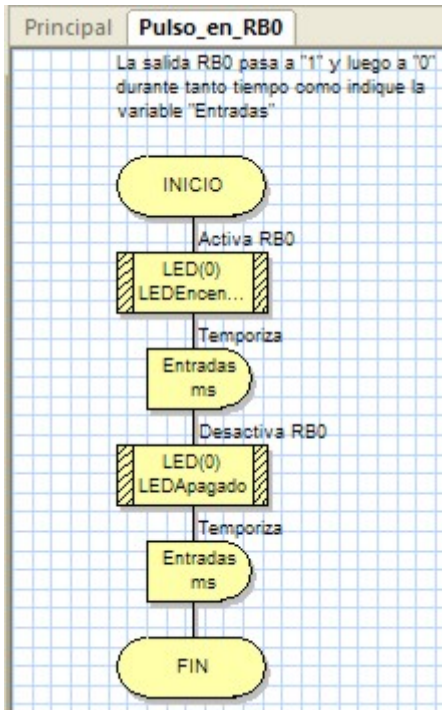 Principal Pulso_en_RB0
La salida RB0 pasa a "1" y luego a "0"
durante tanto tiempo como indique la
variable "Entradas"
INICIO
Activa RB0
LED(0)
LEDEncen...
Temporiza
Entradas
ms
Desactiva RB0
LED(0)
LEDApagado
Temporiza
Entradas
ms
FIN